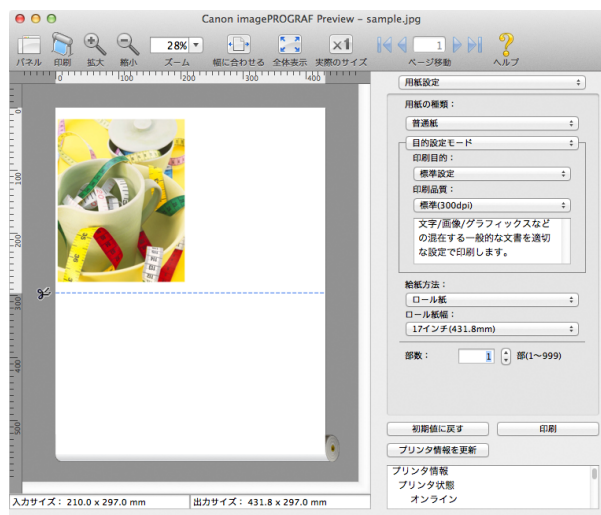 Canon imagePROGRAF Preview – sample.jpg
パネル 印刷 拡大 縮小 28% ズーム 幅に合わせる 全体表示 x1 実際のサイズ 1 ページ移動 ヘルプ
0 100 200 300 400
0
100
200
300
400
500
用紙設定
用紙の種類：
普通紙
目的設定モード
印刷目的：
標準設定
印刷品質：
標準(300dpi)
文字/画像/グラフィックスなど
の混在する一般的な文書を適切
な設定で印刷します。
給紙方法：
ロール紙
ロール紙幅：
17インチ(431.8mm)
部数： 1 部(1〜999)
初期値に戻す 印刷
プリンタ情報を更新
プリンタ情報
プリンタ状態
オンライン
入力サイズ： 210.0 x 297.0 mm 出力サイズ： 431.8 x 297.0 mm